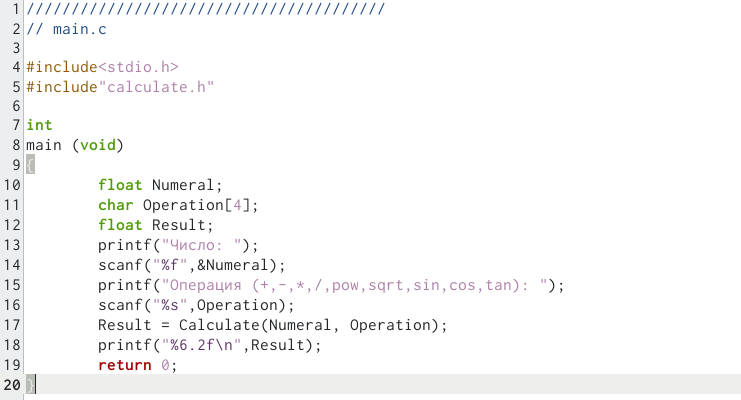 1 ////////////////////////////////////////
2 // main.c
3
4 #include<stdio.h>
5 #include"calculate.h"
6
7 int
8 main (void)
9 {
10         float Numeral;
11         char Operation[4];
12         float Result;
13         printf("Число: ");
14         scanf("%f",&Numeral);
15         printf("Операция (+,-,*,/,pow,sqrt,sin,cos,tan): ");
16         scanf("%s",Operation);
17         Result = Calculate(Numeral, Operation);
18         printf("%6.2f\n",Result);
19         return 0;
20 }